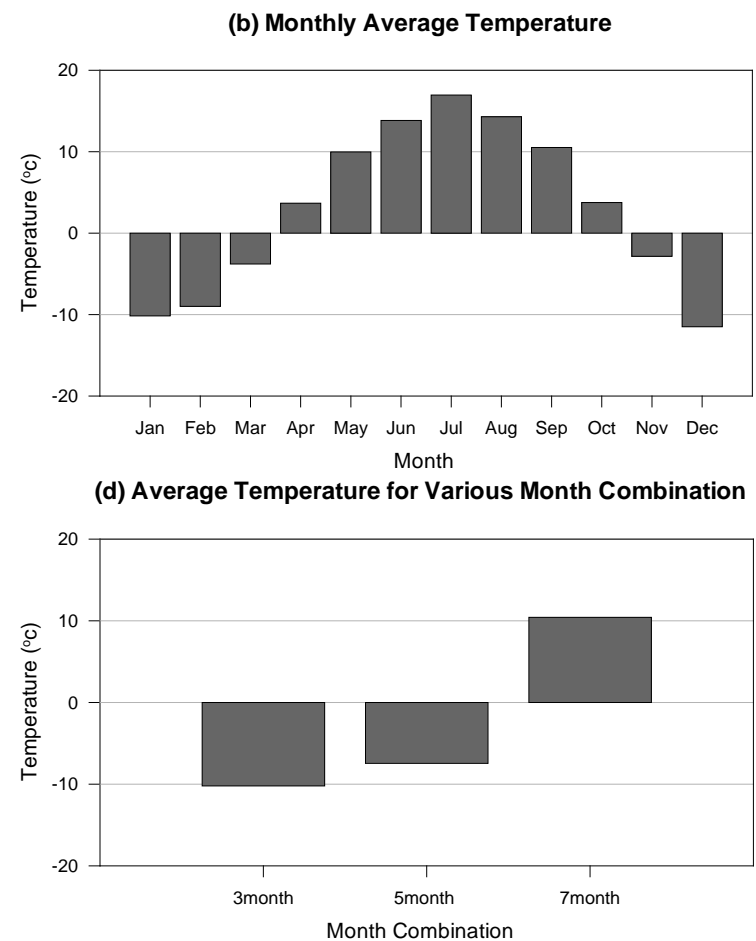 (b) Monthly Average Temperature
Temperature (°c)
20
10
0
-10
-20
Jan Feb Mar Apr May Jun Jul Aug Sep Oct Nov Dec
Month
(d) Average Temperature for Various Month Combination
Temperature (°c)
20
10
0
-10
-20
3month 5month 7month
Month Combination